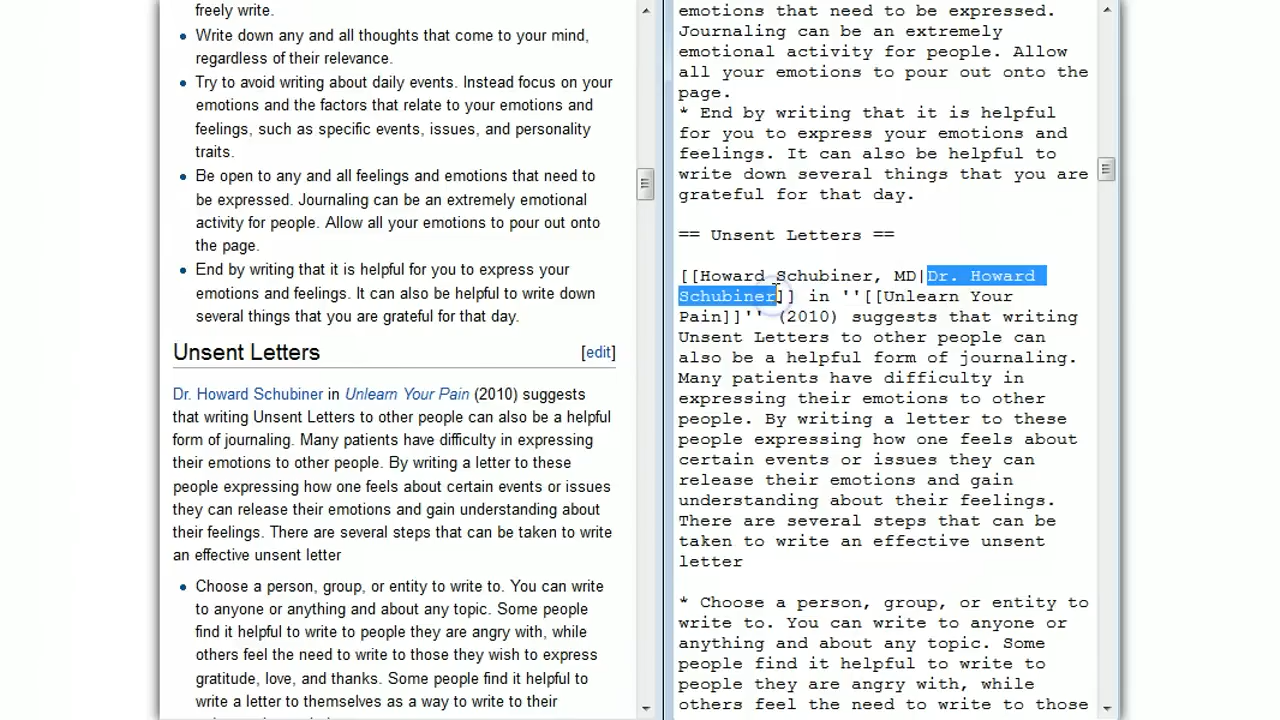 freely write.
Write down any and all thoughts that come to your mind,
regardless of their relevance.
Try to avoid writing about daily events. Instead focus on your
emotions and the factors that relate to your emotions and
feelings, such as specific events, issues, and personality
traits.
Be open to any and all feelings and emotions that need to
be expressed. Journaling can be an extremely emotional
activity for people. Allow all your emotions to pour out onto
the page.
End by writing that it is helpful for you to express your
emotions and feelings. It can also be helpful to write down
several things that you are grateful for that day.
Unsent Letters [edit]
Dr. Howard Schubiner in Unlearn Your Pain (2010) suggests
that writing Unsent Letters to other people can also be a helpful
form of journaling. Many patients have difficulty in expressing
their emotions to other people. By writing a letter to these
people expressing how one feels about certain events or issues
they can release their emotions and gain understanding about
their feelings. There are several steps that can be taken to write
an effective unsent letter
Choose a person, group, or entity to write to. You can write
to anyone or anything and about any topic. Some people
find it helpful to write to people they are angry with, while
others feel the need to write to those they wish to express
gratitude, love, and thanks. Some people find it helpful to
write a letter to themselves as a way to write to their
emotions that need to be expressed.
Journaling can be an extremely
emotional activity for people. Allow
all your emotions to pour out onto the
page.
* End by writing that it is helpful
for you to express your emotions and
feelings. It can also be helpful to
write down several things that you are
grateful for that day.
== Unsent Letters ==
[[Howard Schubiner, MD|Dr. Howard
Schubiner]] in ''[[Unlearn Your
Pain]]'' (2010) suggests that writing
Unsent Letters to other people can
also be a helpful form of journaling.
Many patients have difficulty in
expressing their emotions to other
people. By writing a letter to these
people expressing how one feels about
certain events or issues they can
release their emotions and gain
understanding about their feelings.
There are several steps that can be
taken to write an effective unsent
letter
* Choose a person, group, or entity to
write to. You can write to anyone or
anything and about any topic. Some
people find it helpful to write to
people they are angry with, while
others feel the need to write to those